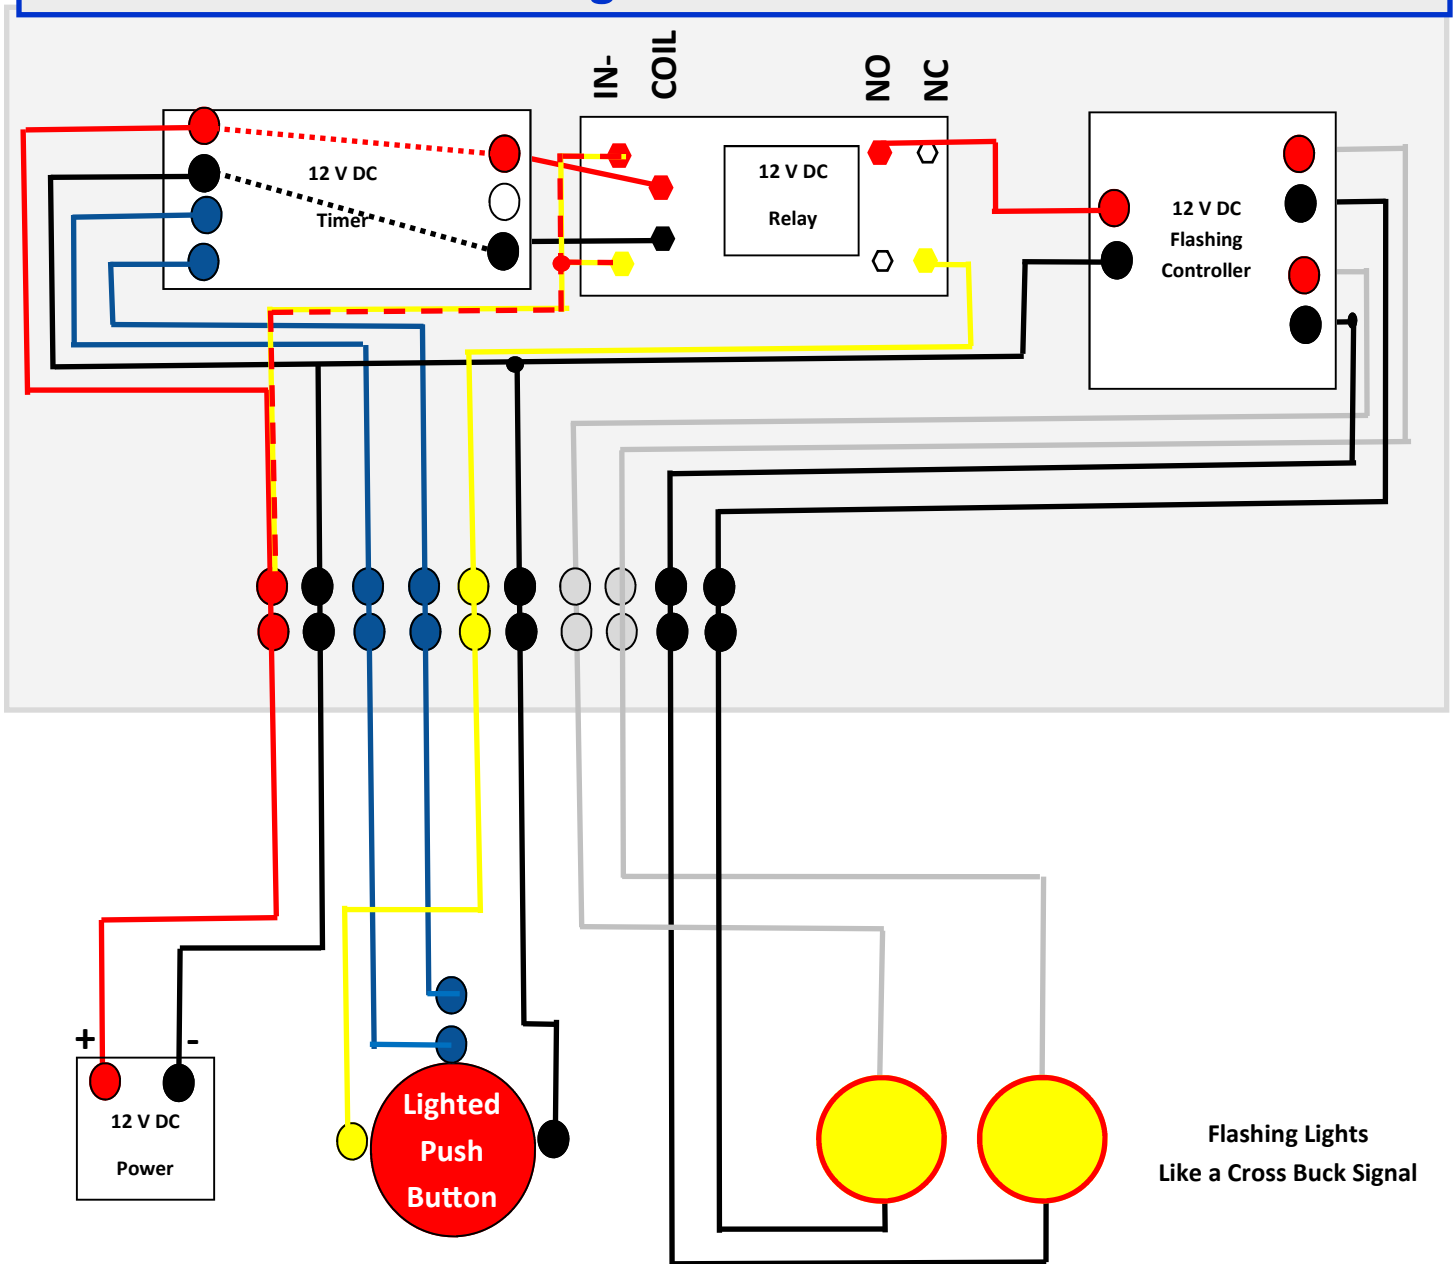 IN-
COIL
NO
NC
12 V DC
Timer
12 V DC
Relay
12 V DC
Flashing
Controller
+
-
12 V DC
Power
Lighted
Push
Button
Flashing Lights
Like a Cross Buck Signal